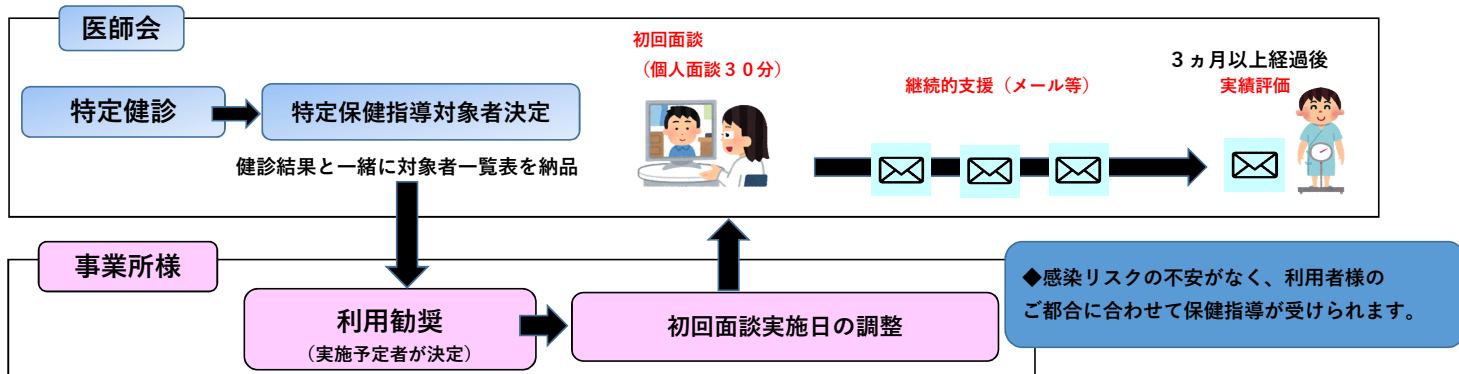 医師会
特定健診
特定保健指導対象者決定
健診結果と一緒に対象者一覧表を納品
初回面談
（個人面談３０分）
継続的支援（メール等）
３ヵ月以上経過後
実績評価
事業所様
利用勧奨
（実施予定者が決定）
初回面談実施日の調整
◆感染リスクの不安がなく、利用者様の
ご都合に合わせて保健指導が受けられます。